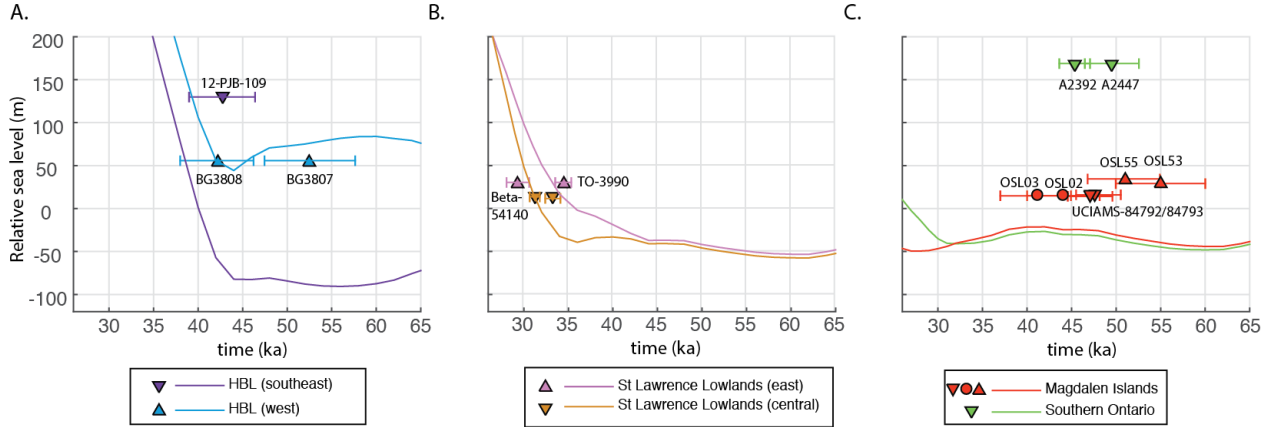 A.
B.
C.
Relative sea level (m)
200
150
100
50
0
-50
-100
12-PJB-109
BG3808
BG3807
30 35 40 45 50 55 60 65
time (ka)
HBL (southeast)
HBL (west)
Beta-
54140
TO-3990
30 35 40 45 50 55 60 65
time (ka)
St Lawrence Lowlands (east)
St Lawrence Lowlands (central)
A2392 A2447
OSL55 OSL53
OSL03 OSL02
UCIAMS-84792/84793
30 35 40 45 50 55 60 65
time (ka)
Magdalen Islands
Southern Ontario